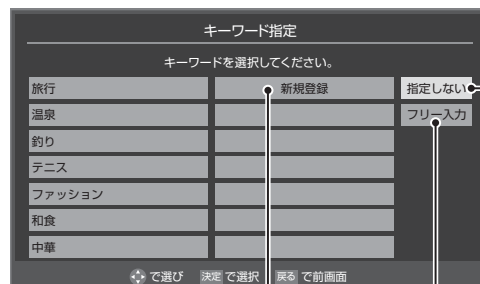 キーワード指定
キーワードを選択してください。
旅行 新規登録 指定しない
温泉 フリー入力
釣り
テニス
ファッション
和食
中華
で選び 決定 で選択 戻る で前画面